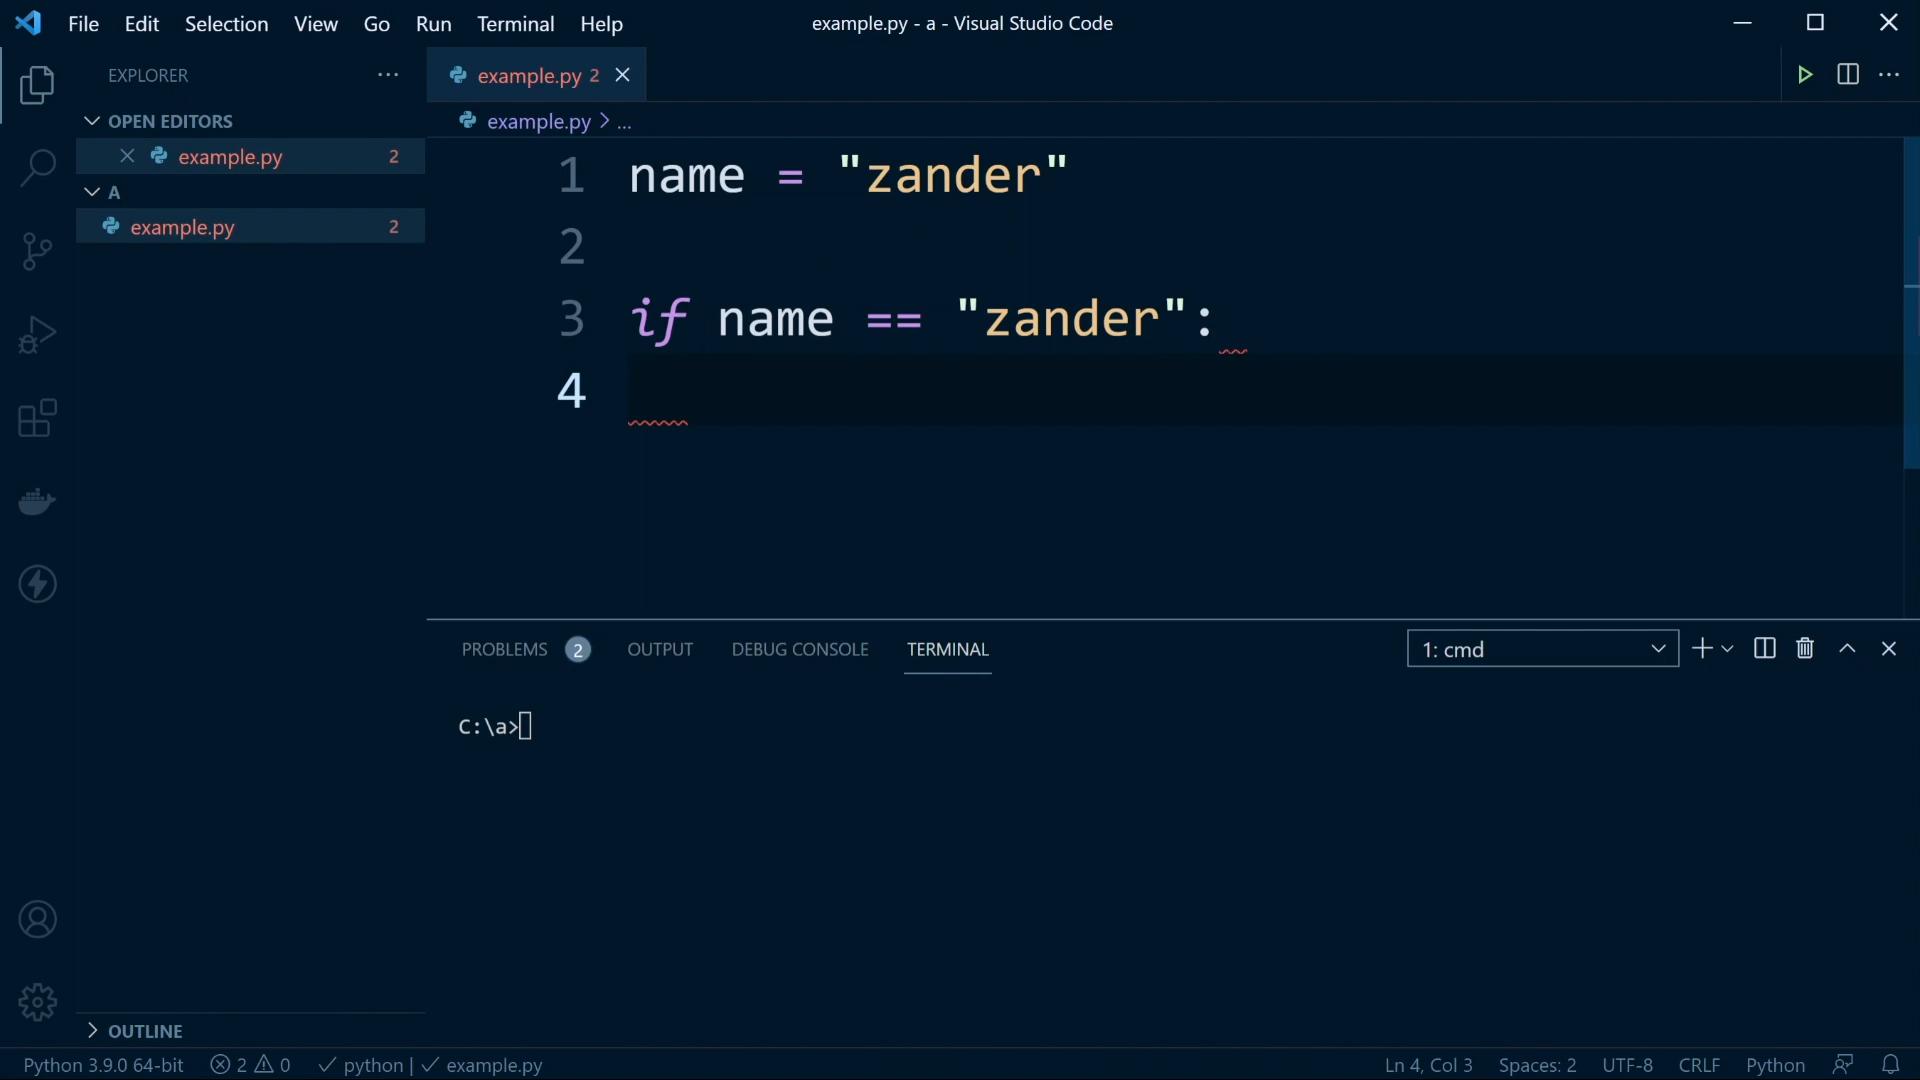 File Edit Selection View Go Run Terminal Help
example.py - a - Visual Studio Code
EXPLORER ...
OPEN EDITORS
example.py 2
A
example.py 2
OUTLINE
example.py 2
example.py > ...
1 name = "zander"
2
3 if name == "zander":
4
PROBLEMS 2 OUTPUT DEBUG CONSOLE TERMINAL
1: cmd
C:\a>
Python 3.9.0 64-bit 2 0 python | example.py
Ln 4, Col 3 Spaces: 2 UTF-8 CRLF Python